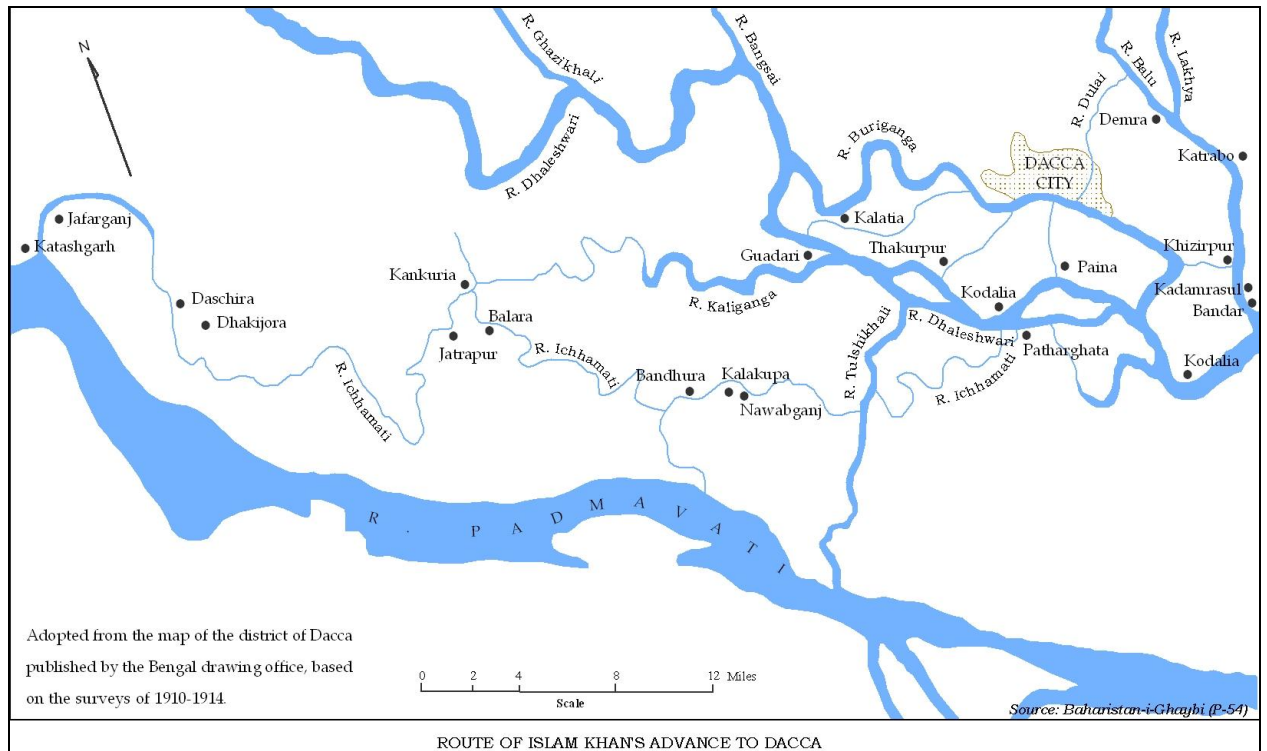 N
R. Ghazikhali
R. Bangsai
R. Balu
R. Lakhya
R. Dulai
Demra
R. Buriganga
R. Dhaleshwari
DACCA
CITY
Katrabo
Jafarganj
Katashgarh
Kalatia
Guadari
Thakurpur
Khizirpur
Paina
Kankuria
R. Kaliganga
Kadamrasul
Bandar
Daschira
Dhakijora
Kodalia
Balara
Jatrapur
R. Dhaleshwari
Patharghata
R. Ichhamati
R. Ichhamati
R. Tulshikhali
R. Ichhamati
Kodalia
Bandhura
Kalakupa
Nawabganj
R. PADMAVATI
Adopted from the map of the district of Dacca
published by the Bengal drawing office, based
on the surveys of 1910-1914.
0 2 4 8 12 Miles
Scale
Source: Baharistan-i-Ghaybi (P-54)
ROUTE OF ISLAM KHAN'S ADVANCE TO DACCA